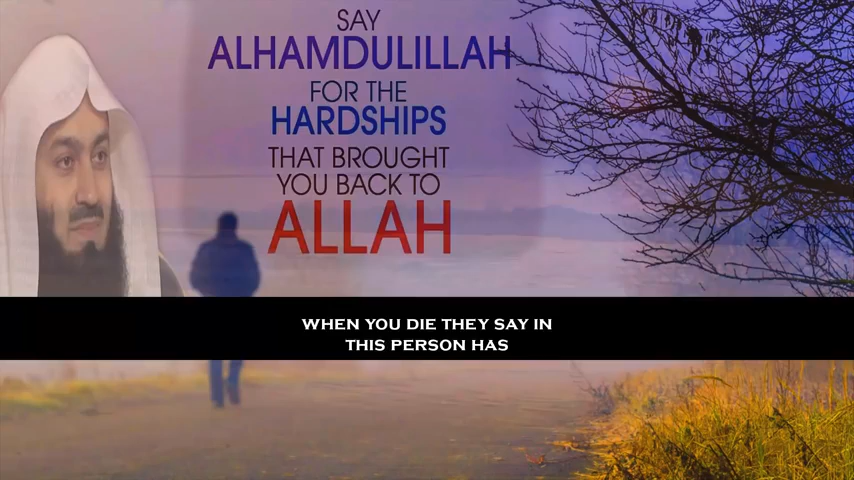 SAY
ALHAMDULILLAH
FOR THE
HARDSHIPS
THAT BROUGHT
YOU BACK TO
ALLAH
WHEN YOU DIE THEY SAY IN
THIS PERSON HAS